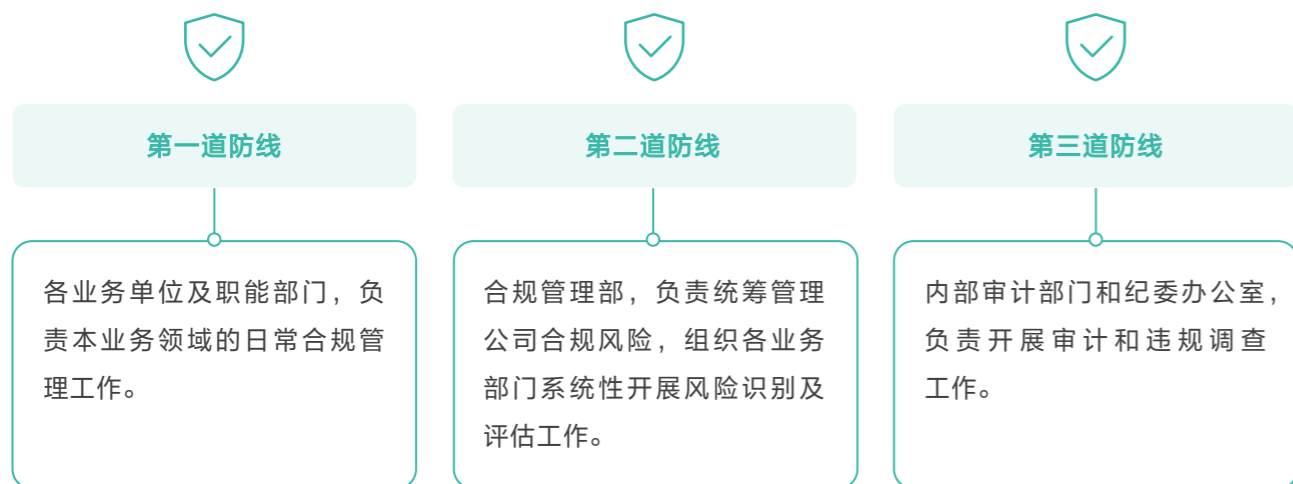 第一道防线
各业务单位及职能部门，负
责本业务领域的日常合规管
理工作。
第二道防线
合规管理部，负责统筹管理
公司合规风险，组织各业务
部门系统性开展风险识别及
评估工作。
第三道防线
内部审计部门和纪委办公室，
负责开展审计和违规调查
工作。